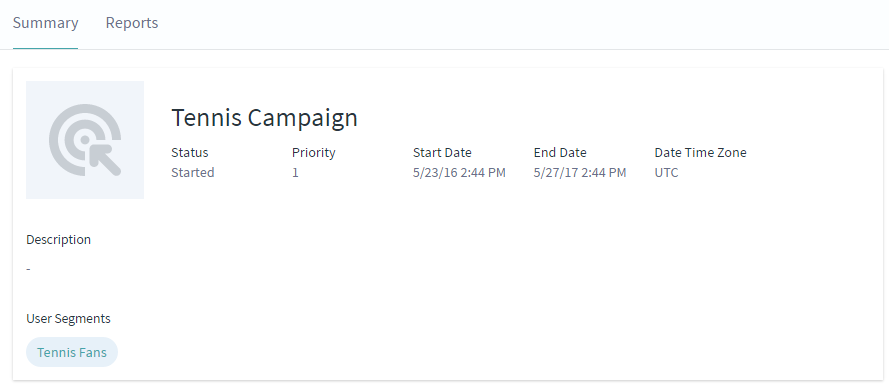 Summary Reports
Tennis Campaign
Status Priority Start Date End Date Date Time Zone
Started 1 5/23/16 2:44 PM 5/27/17 2:44 PM UTC
Description
-
User Segments
Tennis Fans